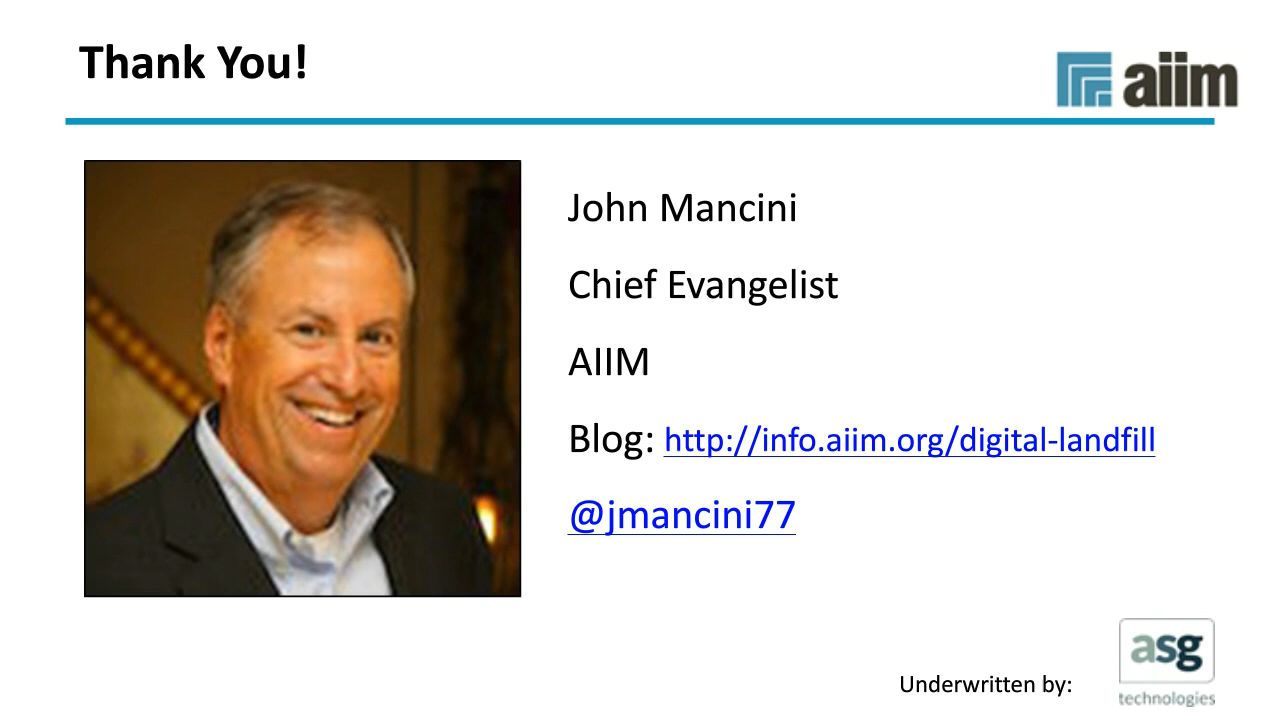 Thank You!
aiim
John Mancini
Chief Evangelist
AIIM
Blog: http://info.aiim.org/digital-landfill
@jmancini77
Underwritten by:
asg
technologies